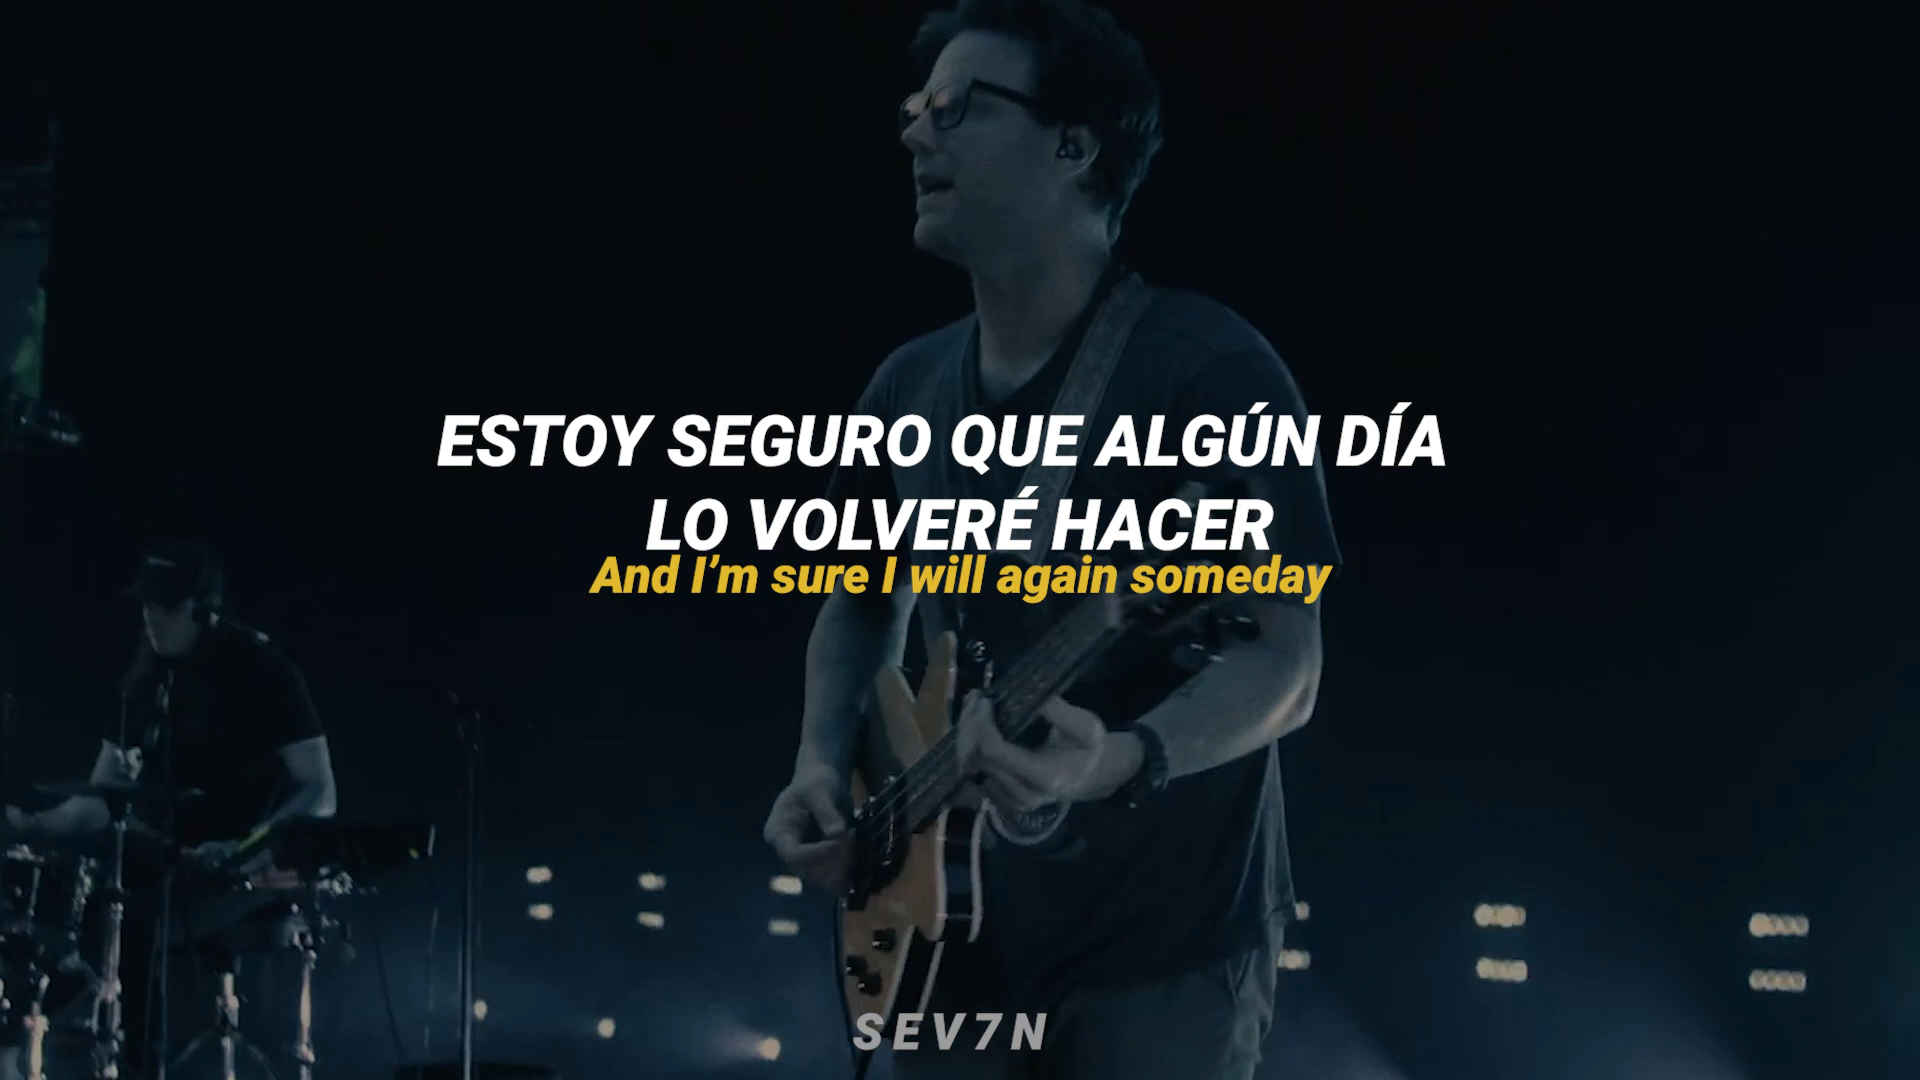 ESTOY SEGURO QUE ALGÚN DÍA
LO VOLVERÉ HACER
And I’m sure I will again someday
SEV7N